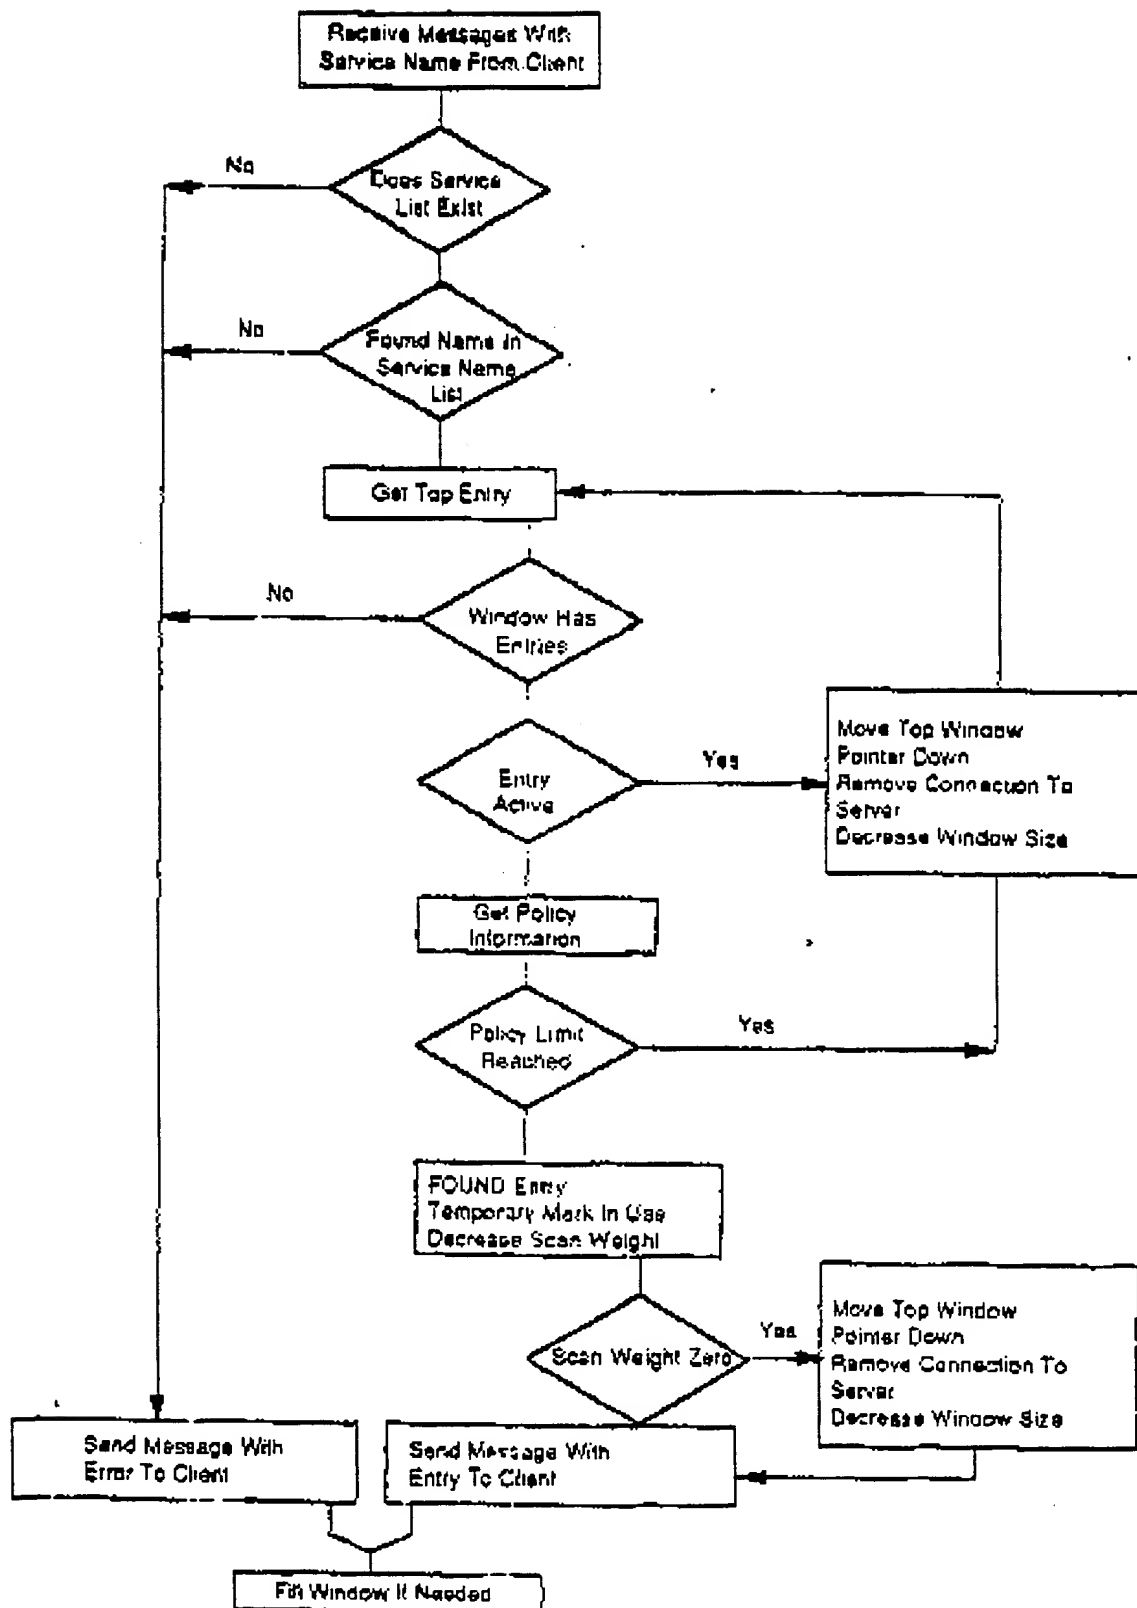 Receive Messages With
Service Name From Client
No
Does Service
List Exist
No
Found Name In
Service Name
List
Get Top Entry
No
Window Has
Entries
Entry
Active
Yes
Move Top Window
Pointer Down
Remove Connection To
Server
Decrease Window Size
Get Policy
Information
Policy Limit
Reached
Yes
FOUND Entry
Temporary Mark In Use
Decrease Scan Weight
Scan Weight Zero
Yes
Move Top Window
Pointer Down
Remove Connection To
Server
Decrease Window Size
Send Message With
Error To Client
Send Message With
Entry To Client
Fill Window If Needed